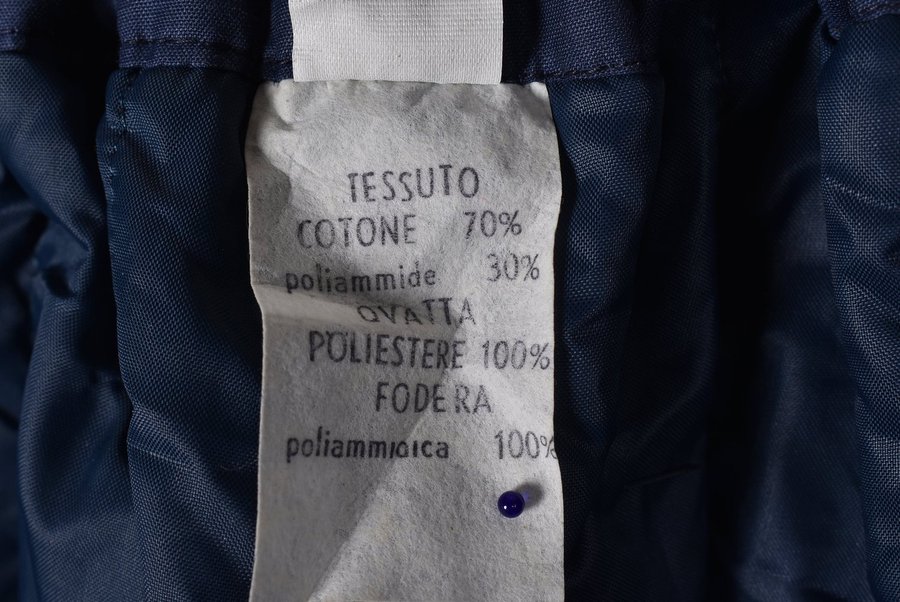 TESSUTO
COTONE 70%
poliammide 30%
OVATTA
POLIESTERE 100%
FODERA
poliammidica 100%